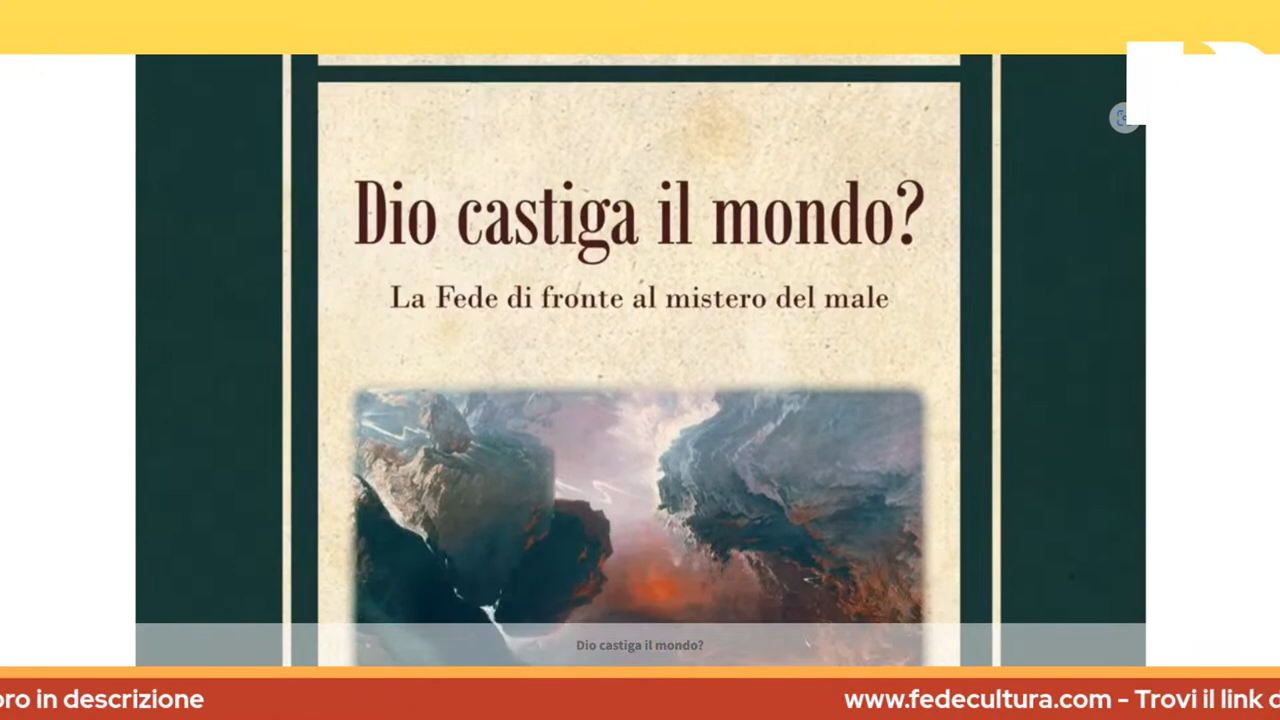 Dio castiga il mondo?
La Fede di fronte al mistero del male
Dio castiga il mondo?
oro in descrizione
www.fedecultura.com - Trovi il link d